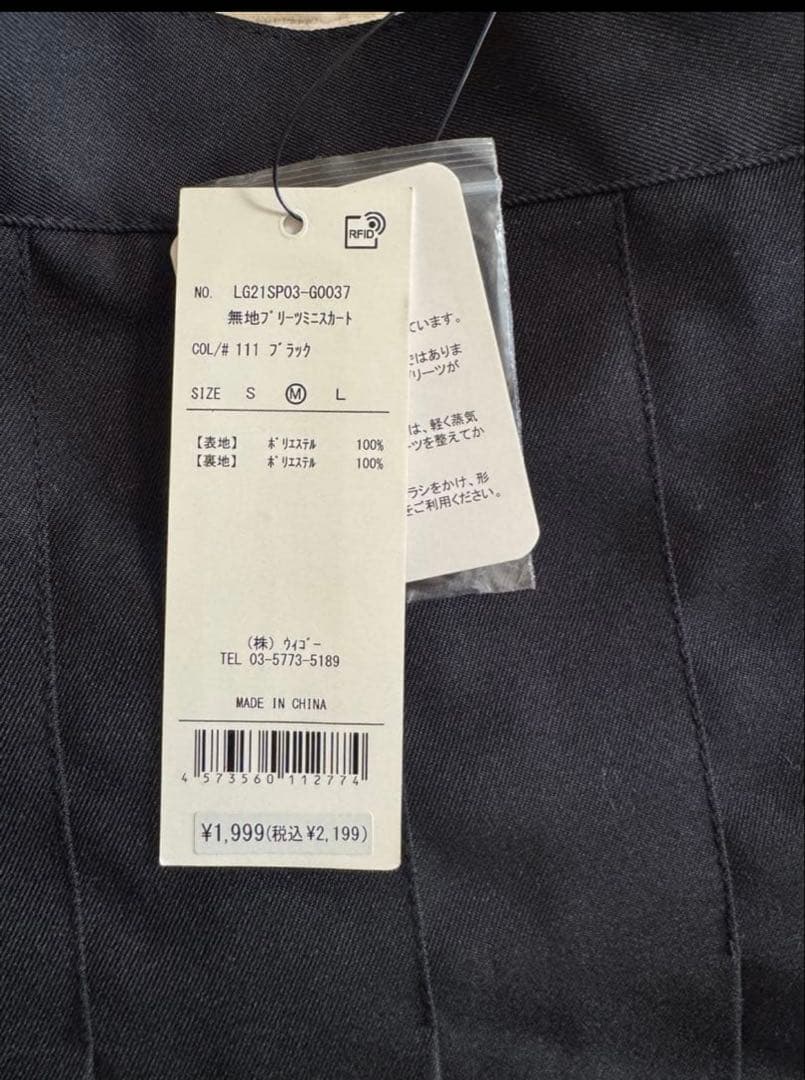 RFID
NO. LG21SP03-G0037
無地ﾌﾟﾘｰﾂﾐﾆｽｶｰﾄ
COL/# 111 ﾌﾞﾗｯｸ
SIZE S Ⓜ L
【表地】 ﾎﾟﾘｴｽﾃﾙ 100%
【裏地】 ﾎﾟﾘｴｽﾃﾙ 100%
(株) ｳｨｺﾞｰ
TEL 03-5773-5189
MADE IN CHINA
4 573560 112774
¥1,999(税込¥2,199)
ています。
ではありま
リーツが
は、軽く蒸気
ーツを整えてか
ラシをかけ、形
をご利用ください。